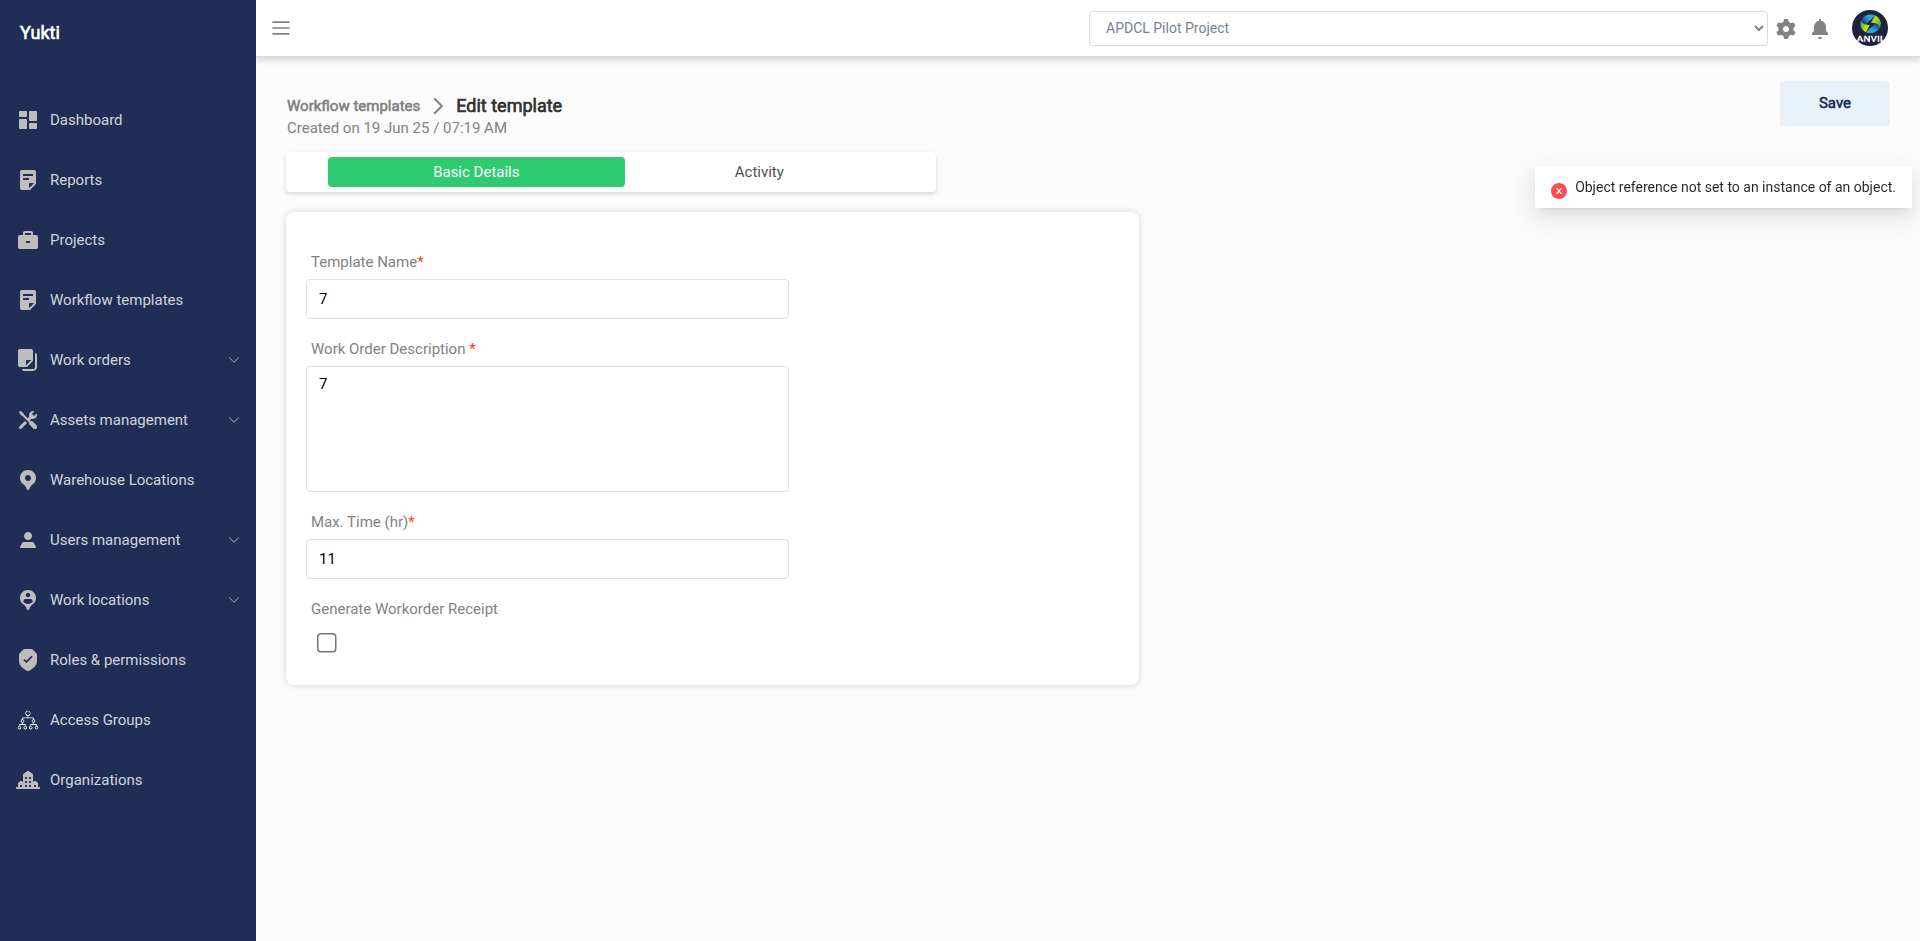 Yukti
APDCL Pilot Project
ANVIL
Dashboard
Reports
Projects
Workflow templates
Work orders
Assets management
Warehouse Locations
Users management
Work locations
Roles & permissions
Access Groups
Organizations
Workflow templates > Edit template
Created on 19 Jun 25 / 07:19 AM
Save
Basic Details
Activity
Object reference not set to an instance of an object.
Template Name*
7
Work Order Description *
7
Max. Time (hr)*
11
Generate Workorder Receipt